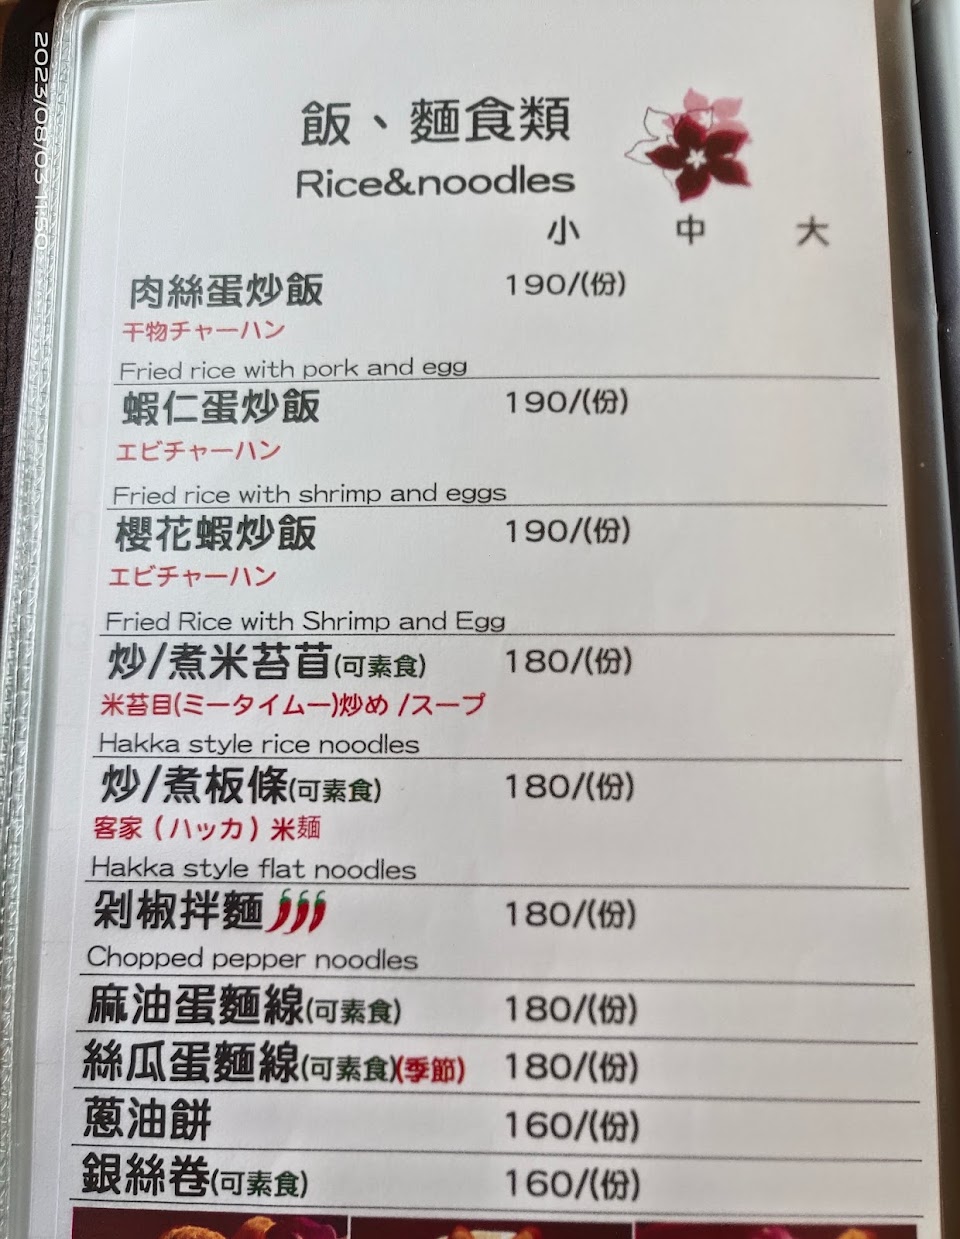 2023/08/03 11:50
飯、麵食類
Rice&noodles
小 中 大
肉絲蛋炒飯 190/(份)
干物チャーハン
Fried rice with pork and egg
蝦仁蛋炒飯 190/(份)
エビチャーハン
Fried rice with shrimp and eggs
櫻花蝦炒飯 190/(份)
エビチャーハン
Fried Rice with Shrimp and Egg
炒/煮米苔苜(可素食) 180/(份)
米苔目(ミータイムー)炒め /スープ
Hakka style rice noodles
炒/煮板條(可素食) 180/(份)
客家（ハッカ）米麺
Hakka style flat noodles
剁椒拌麵 180/(份)
Chopped pepper noodles
麻油蛋麵線(可素食) 180/(份)
絲瓜蛋麵線(可素食)(季節) 180/(份)
蔥油餅 160/(份)
銀絲卷(可素食) 160/(份)